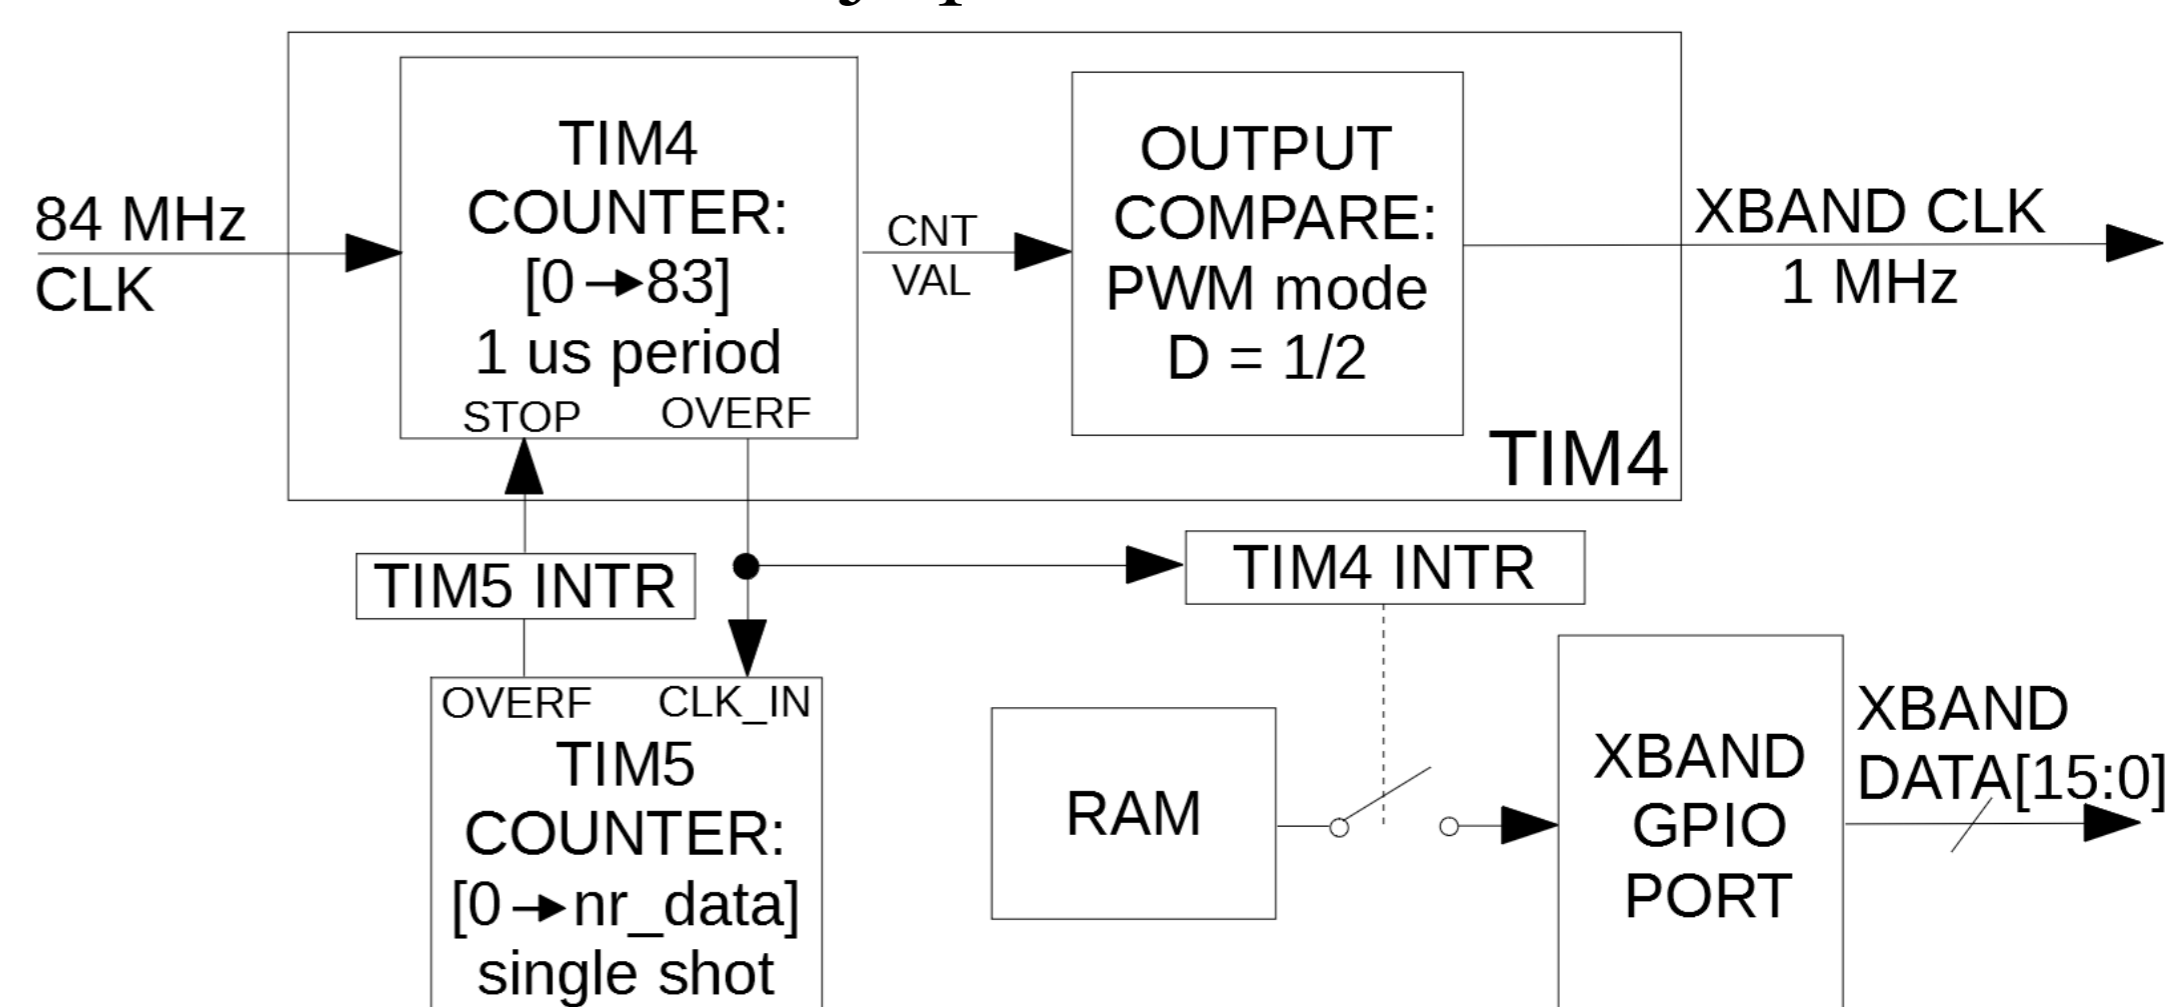 84 MHz
CLK
TIM4
COUNTER:
[0→83]
1 us period
STOP OVERF
CNT
VAL
OUTPUT
COMPARE:
PWM mode
D = 1/2
TIM4
XBAND CLK
1 MHz
TIM5 INTR
TIM4 INTR
OVERF CLK_IN
TIM5
COUNTER:
[0→nr_data]
single shot
RAM
XBAND
GPIO
PORT
XBAND
DATA[15:0]